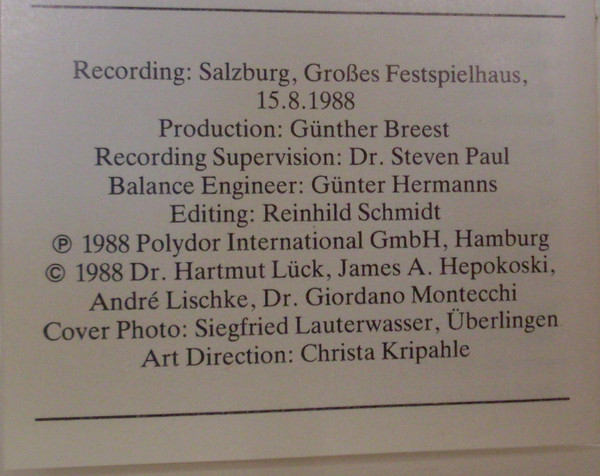 Recording: Salzburg, Großes Festspielhaus,
15.8.1988
Production: Günther Breest
Recording Supervision: Dr. Steven Paul
Balance Engineer: Günter Hermanns
Editing: Reinhild Schmidt
℗ 1988 Polydor International GmbH, Hamburg
© 1988 Dr. Hartmut Lück, James A. Hepokoski,
André Lischke, Dr. Giordano Montecchi
Cover Photo: Siegfried Lauterwasser, Überlingen
Art Direction: Christa Kripahle